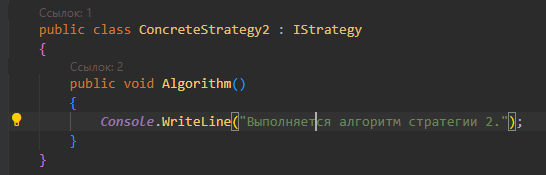 Ссылок: 1
public class ConcreteStrategy2 : IStrategy
{
Ссылок: 2
public void Algorithm()
{
Console.WriteLine("Выполняется алгоритм стратегии 2.");
}
}